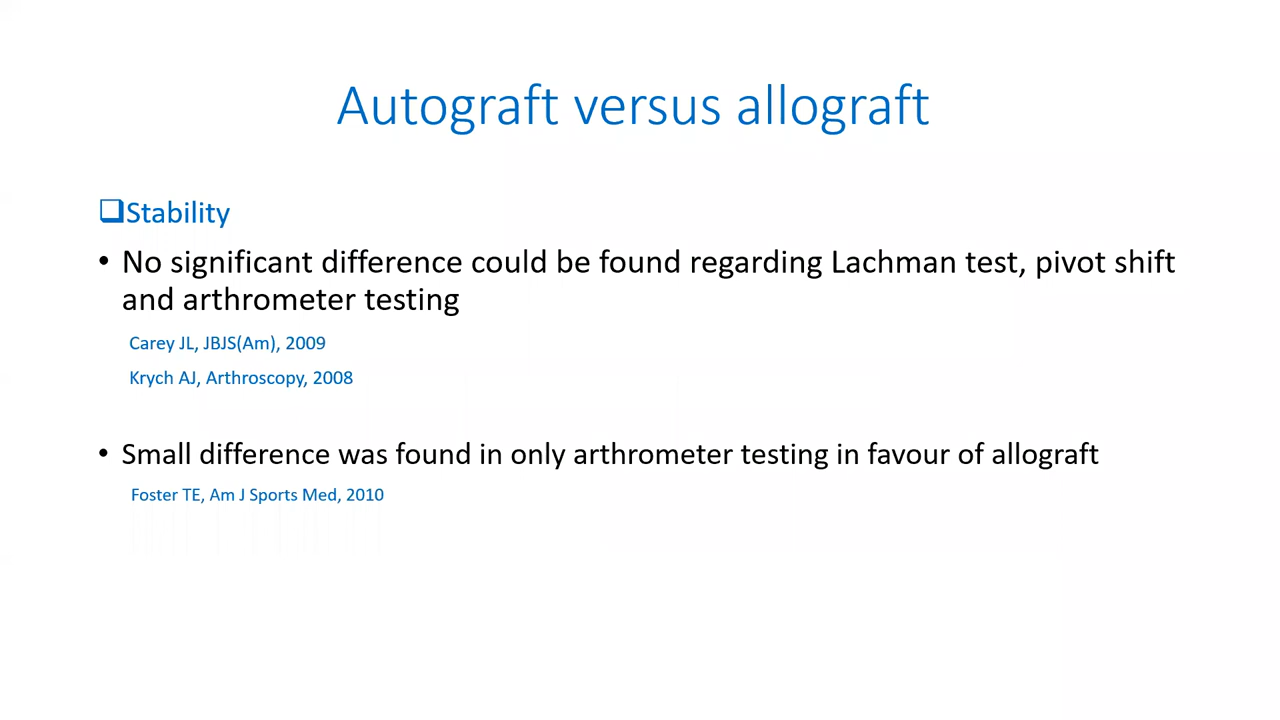 Autograft versus allograft
❑Stability
• No significant difference could be found regarding Lachman test, pivot shift
and arthrometer testing
Carey JL, JBJS(Am), 2009
Krych AJ, Arthroscopy, 2008
• Small difference was found in only arthrometer testing in favour of allograft
Foster TE, Am J Sports Med, 2010